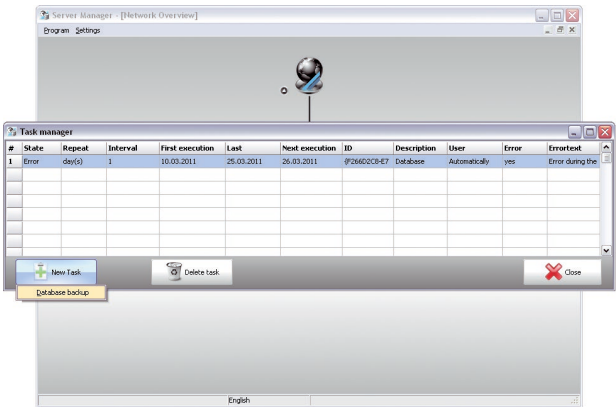 Server Manager - [Network Overview]
Program Settings
Task manager
# State Repeat Interval First execution Last Next execution ID Description User Error Errortext
1 Error day(s) 1 10.03.2011 25.03.2011 26.03.2011 {F266D2C8-E7 Database Automatically yes Error during the
New Task Delete task Close
Database backup
English